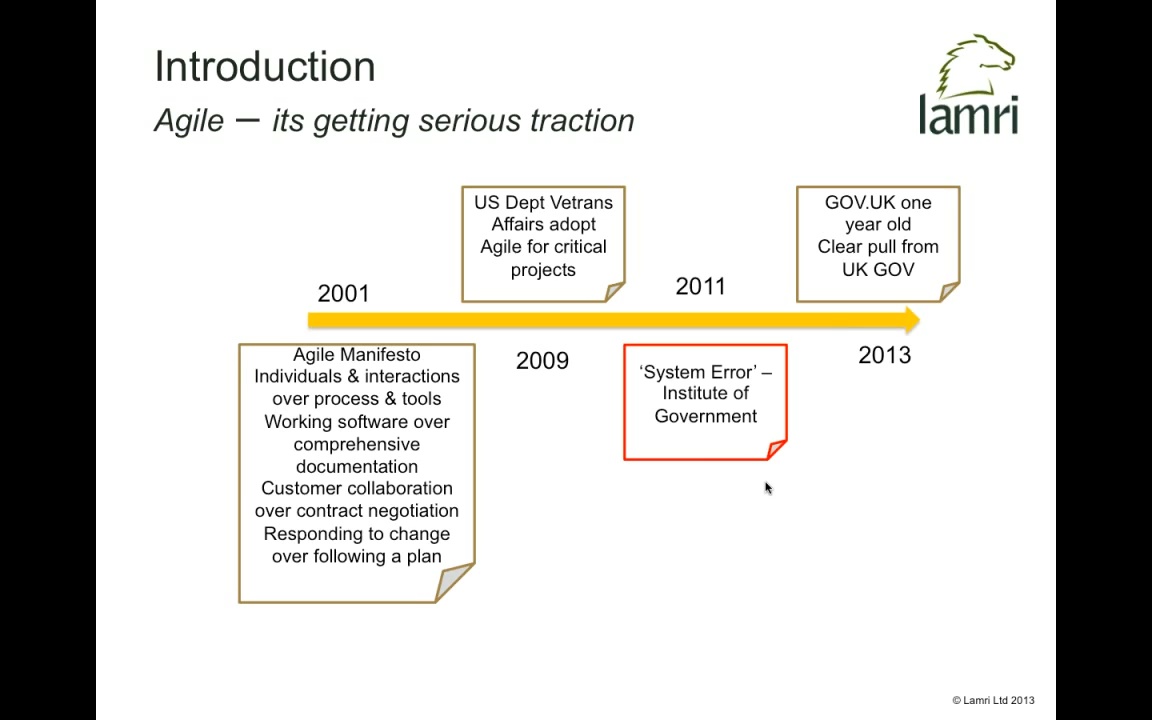 Introduction
Agile – its getting serious traction
lamri
US Dept Vetrans
Affairs adopt
Agile for critical
projects
GOV.UK one
year old
Clear pull from
UK GOV
2001
2011
Agile Manifesto
Individuals & interactions
over process & tools
Working software over
comprehensive
documentation
Customer collaboration
over contract negotiation
Responding to change
over following a plan
2009
‘System Error’ –
Institute of
Government
2013
© Lamri Ltd 2013